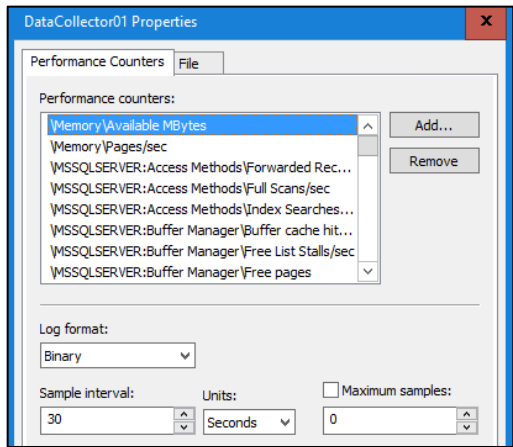 DataCollector01 Properties
x
Performance Counters File
Performance counters:
\Memory\Available MBytes
\Memory\Pages/sec
\MSSQLSERVER:Access Methods\Forwarded Rec...
\MSSQLSERVER:Access Methods\Full Scans/sec
\MSSQLSERVER:Access Methods\Index Searches...
\MSSQLSERVER:Buffer Manager\Buffer cache hit...
\MSSQLSERVER:Buffer Manager\Free List Stalls/sec
\MSSQLSERVER:Buffer Manager\Free pages
Add...
Remove
Log format:
Binary
Sample interval: Units: Maximum samples:
30 Seconds 0